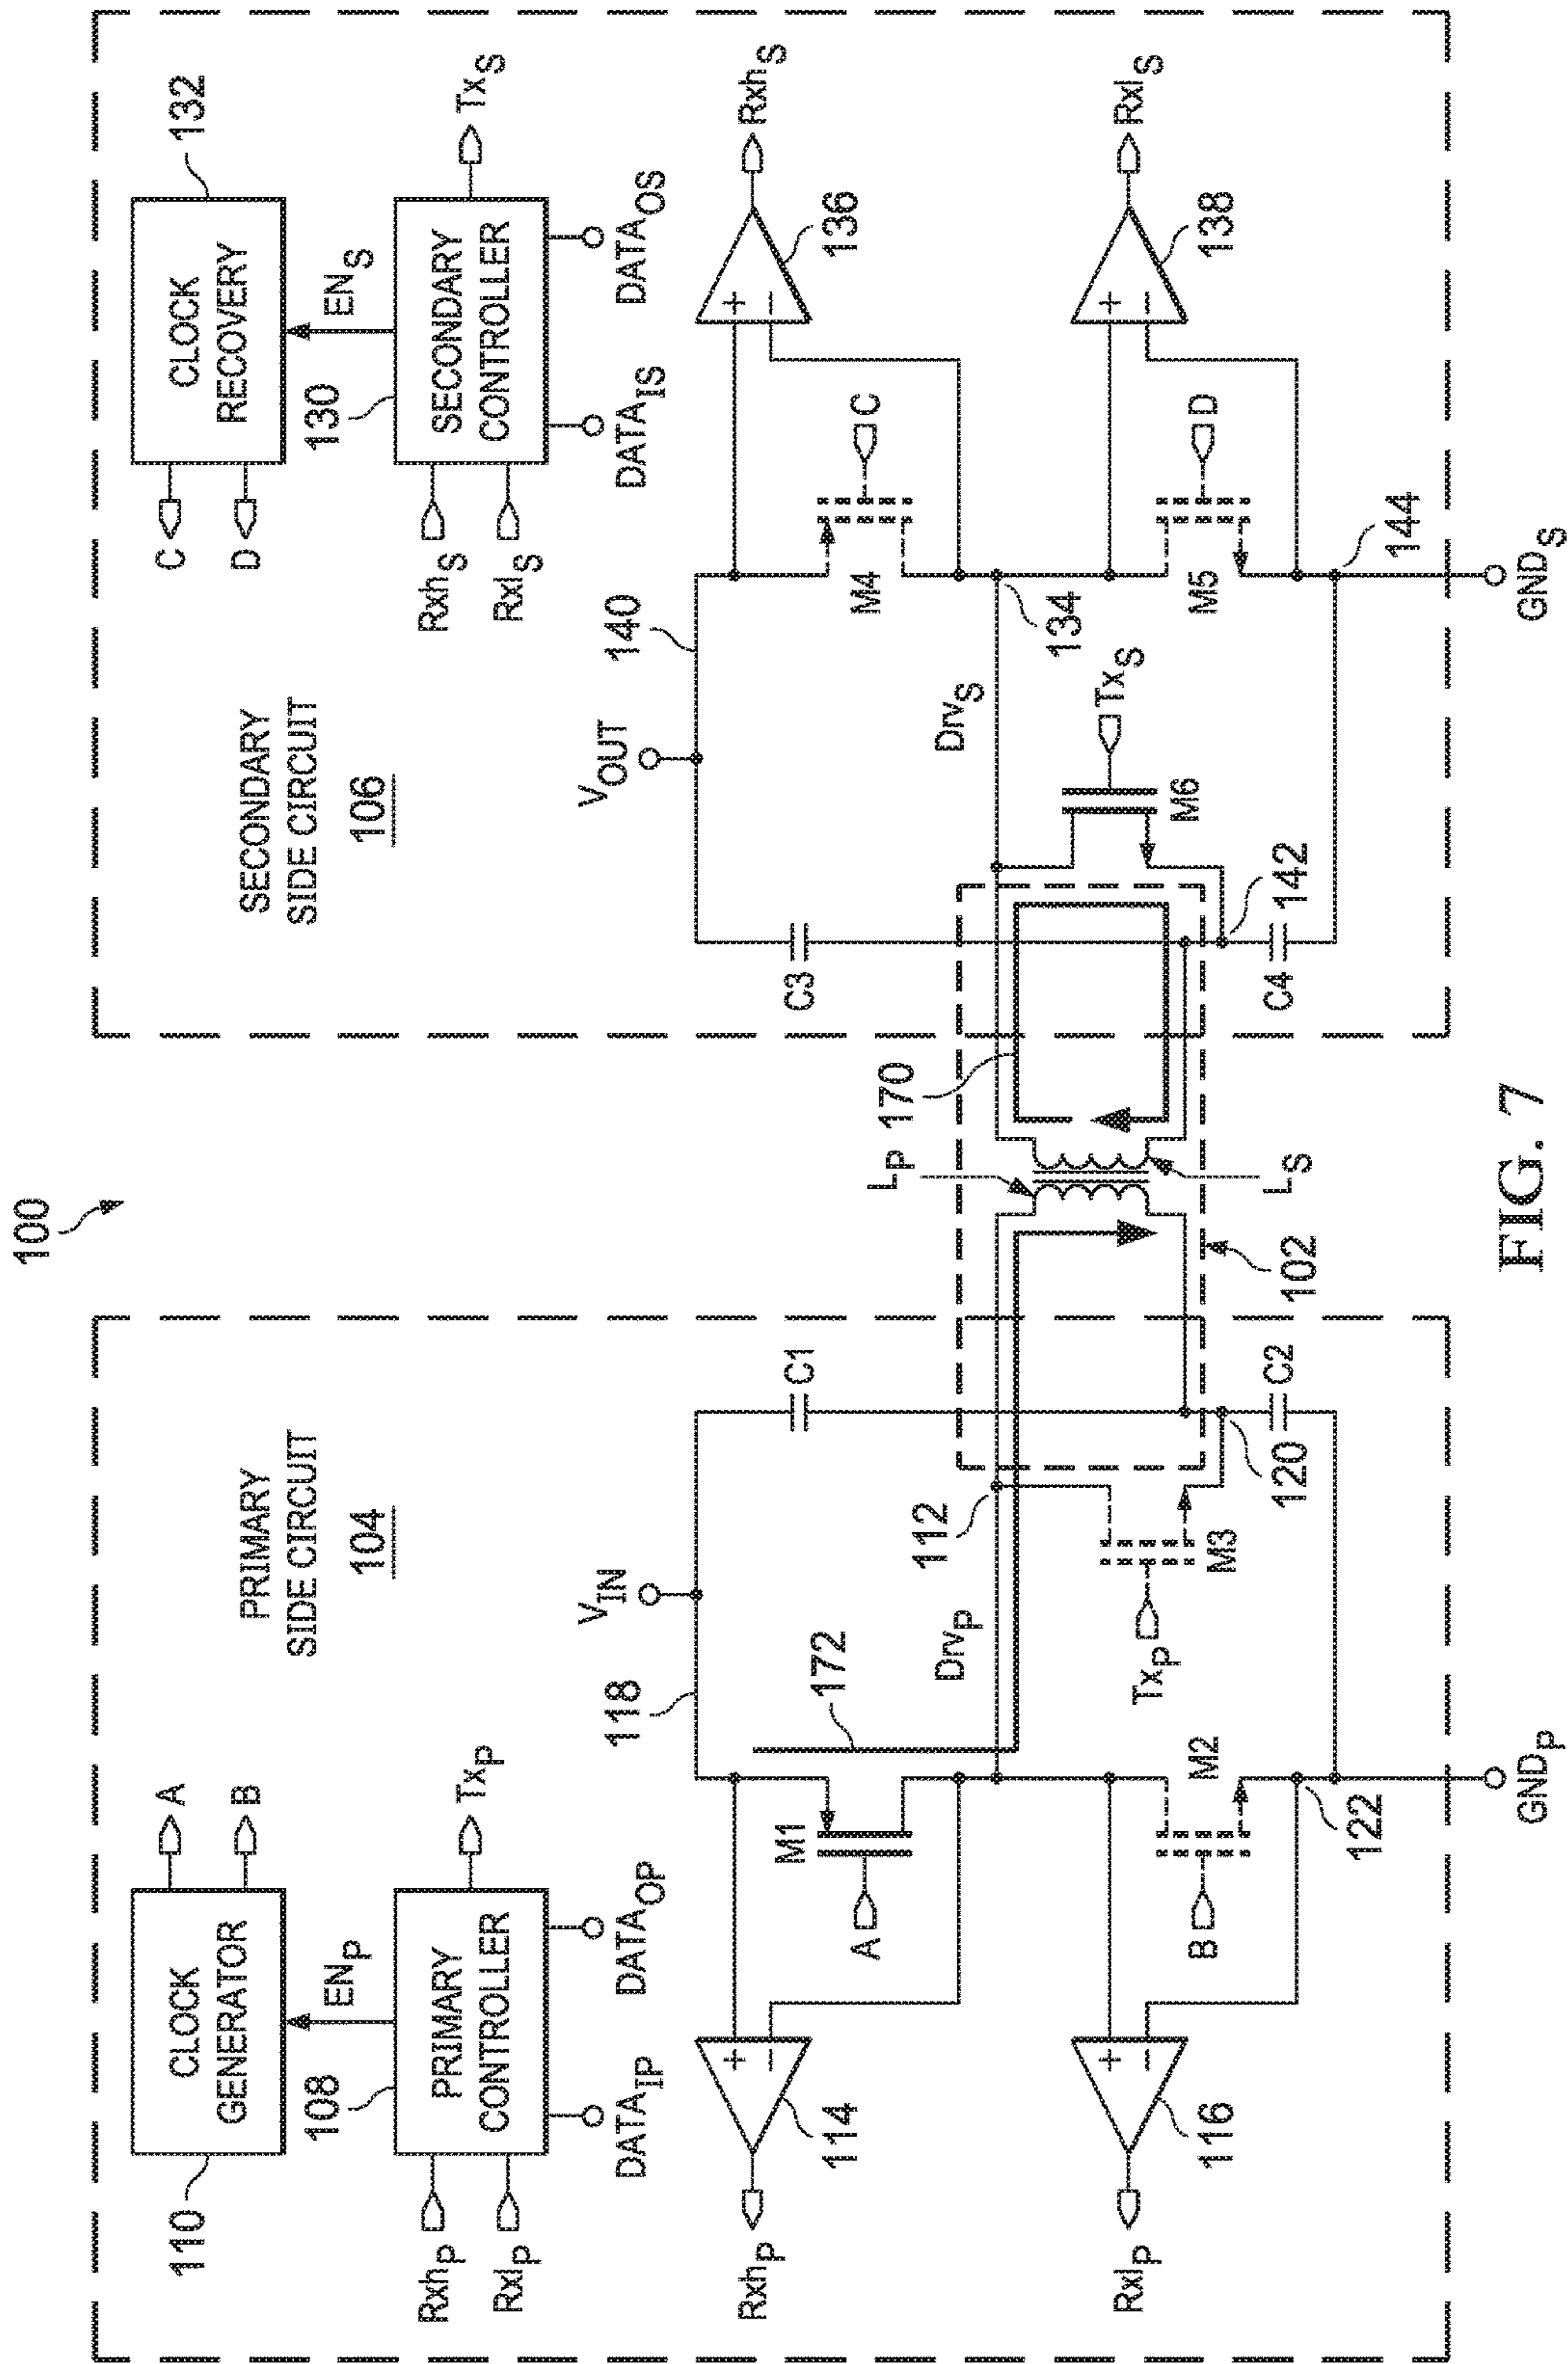 100
PRIMARY
SIDE CIRCUIT
104
110
CLOCK
GENERATOR
A
B
EN_P
108
PRIMARY
CONTROLLER
Rxh_P
Rxl_P
Tx_P
DATA_IP
DATA_OP
118
V_IN
Rxh_P
114
+
−
A
M1
172
Drv_P
112
C1
Rxl_P
116
+
−
B
M2
Tx_P
M3
120
C2
122
GND_P
102
L_P
L_S
170
SECONDARY
SIDE CIRCUIT
106
C
D
CLOCK
RECOVERY
132
EN_S
130
SECONDARY
CONTROLLER
Rxh_S
Rxl_S
Tx_S
DATA_IS
DATA_OS
V_OUT
140
C3
Drv_S
M4
C
+
−
136
Rxh_S
134
Tx_S
M6
M5
D
+
−
138
Rxl_S
142
C4
144
GND_S
FIG. 7